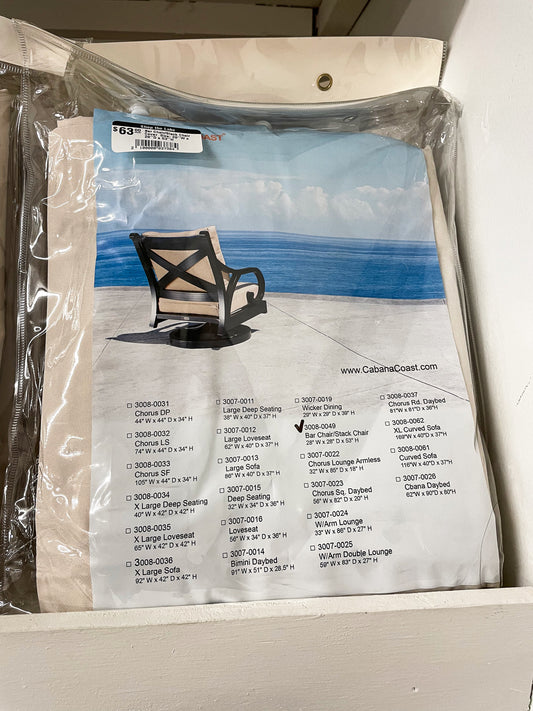 $63.00
COAST
www.CabanaCoast.com
3008-0031
Chorus DP
44" W x 44" D x 34" H
3008-0032
Chorus LS
74" W x 44" D x 34" H
3008-0033
Chorus SF
105" W x 44" D x 34" H
3008-0034
X Large Deep Seating
40" W x 42" D x 42" H
3008-0035
X Large Loveseat
65" W x 42" D x 42" H
3008-0036
X Large Sofa
92" W x 42" D x 42" H
3007-0011
Large Deep Seating
38" W x 40" D x 37" H
3007-0012
Large Loveseat
62" W x 40" D x 37" H
3007-0013
Large Sofa
86" W x 40" D x 37" H
3007-0015
Deep Seating
32" W x 34" D x 36" H
3007-0016
Loveseat
56" W x 34" D x 36" H
3007-0014
Bimini Daybed
91" W x 51" D x 28.5" H
3007-0019
Wicker Dining
29" W x 29" D x 39" H
3008-0049
Bar Chair/Stack Chair
28" W x 28" D x 53" H
3007-0022
Chorus Lounge Armless
32" W x 85" D x 18" H
3007-0023
Chorus Sq. Daybed
56" W x 82" D x 20" H
3007-0024
W/Arm Lounge
33" W x 86" D x 27" H
3007-0025
W/Arm Double Lounge
59" W x 83" D x 27" H
3008-0037
Chorus Rd. Daybed
81"W x 81"D x 36"H
3008-0062
XL Curved Sofa
169"W x 40"D x 37"H
3008-0061
Curved Sofa
116"W x 40"D x 37"H
3007-0026
Cbana Daybed
62"W x 90"D x 80"H